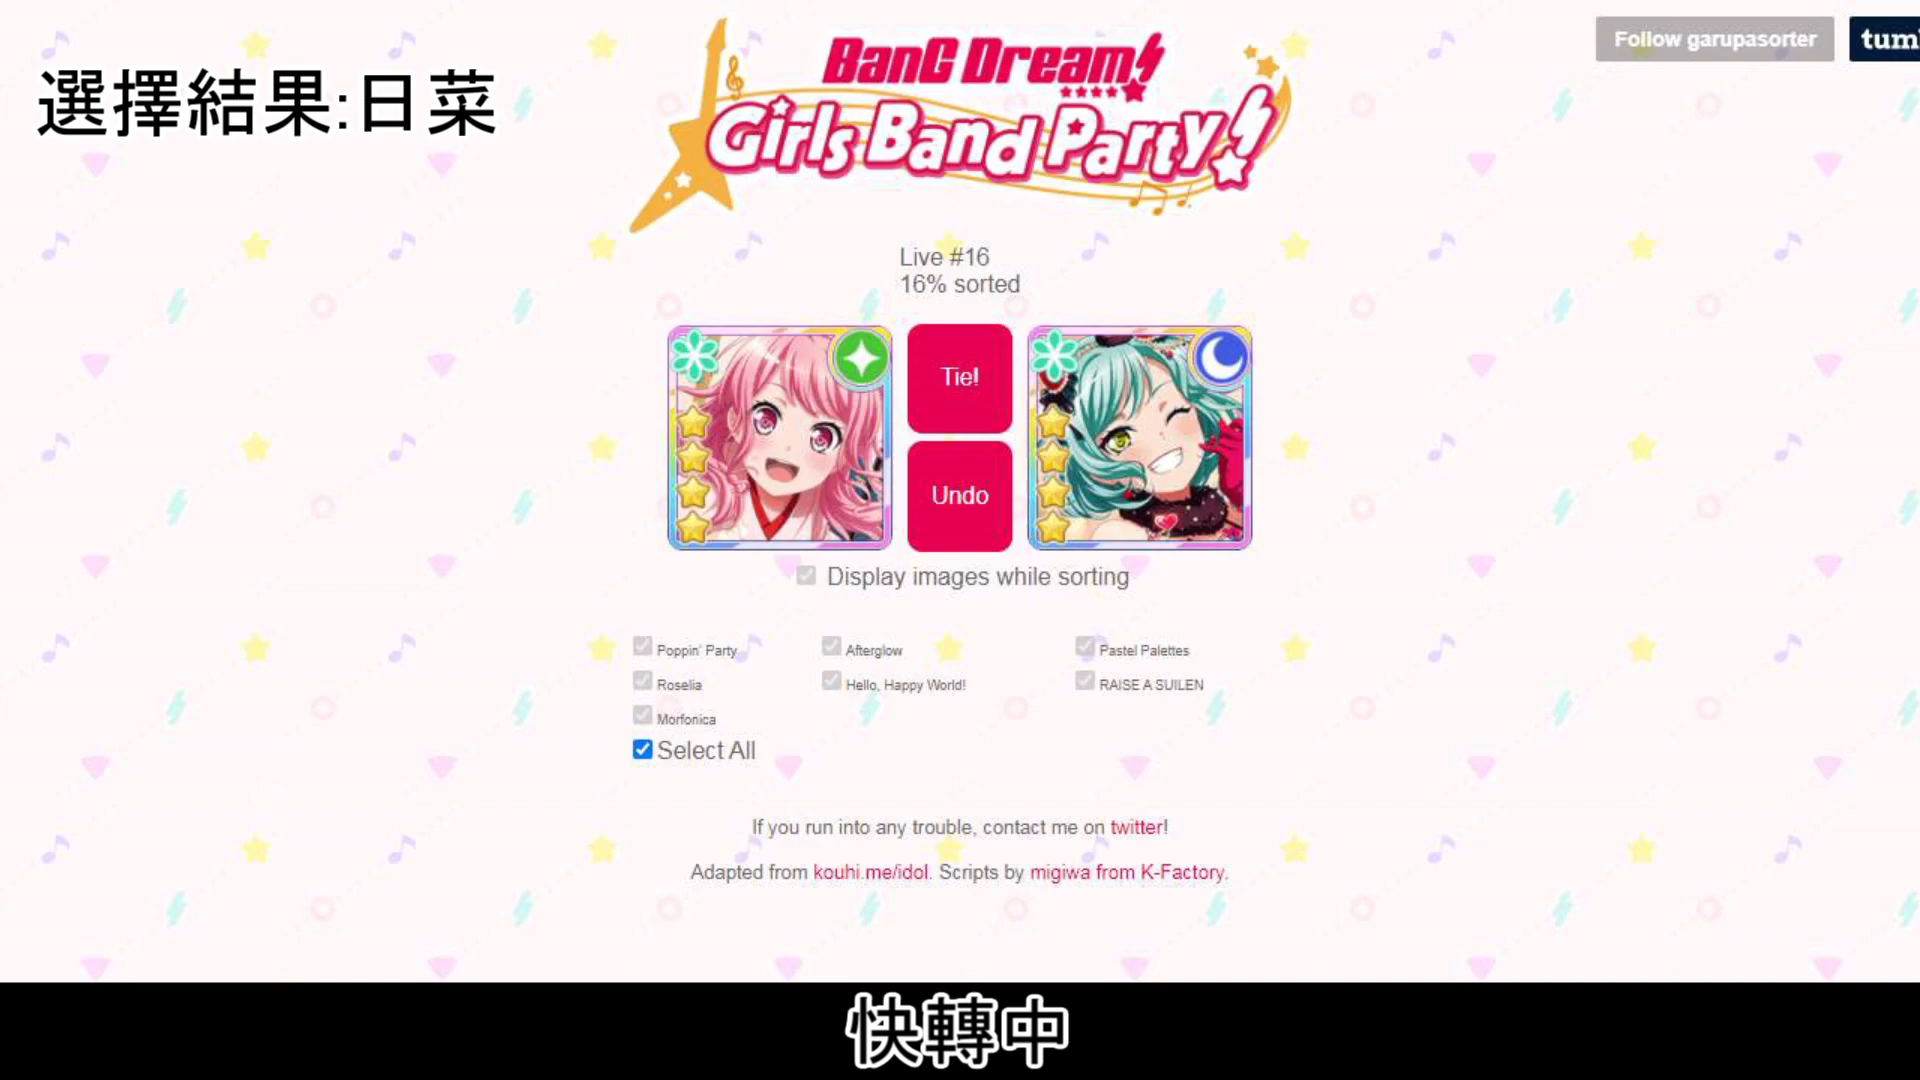 Follow garupasorter
選擇結果:日菜
BanG Dream!
Girls Band Party!
Live #16
16% sorted
Tie!
Undo
Display images while sorting
Poppin' Party
Afterglow
Pastel Palettes
Roselia
Hello, Happy World!
RAISE A SUILEN
Morfonica
Select All
If you run into any trouble, contact me on twitter!
Adapted from kouhi.me/idol. Scripts by migiwa from K-Factory.
快轉中